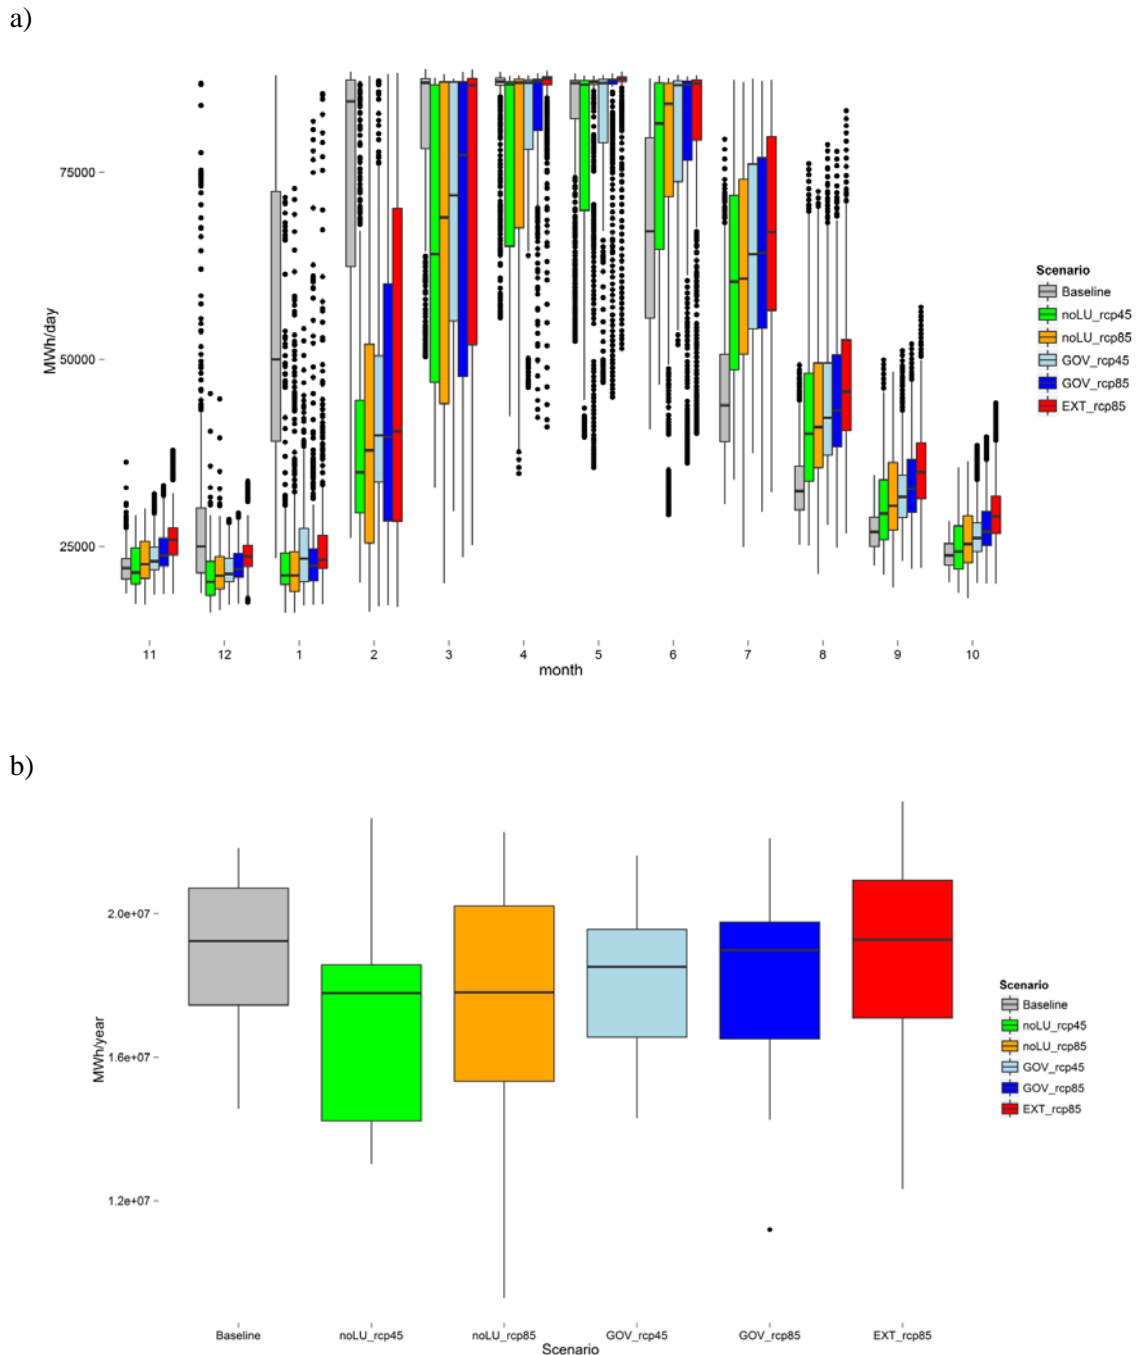 a)
MWh/day
75000
50000
25000
11 12 1 2 3 4 5 6 7 8 9 10
month
Scenario
Baseline
noLU_rcp45
noLU_rcp85
GOV_rcp45
GOV_rcp85
EXT_rcp85
b)
MWh/year
2.0e+07
1.6e+07
1.2e+07
Baseline noLU_rcp45 noLU_rcp85 GOV_rcp45 GOV_rcp85 EXT_rcp85
Scenario
Scenario
Baseline
noLU_rcp45
noLU_rcp85
GOV_rcp45
GOV_rcp85
EXT_rcp85